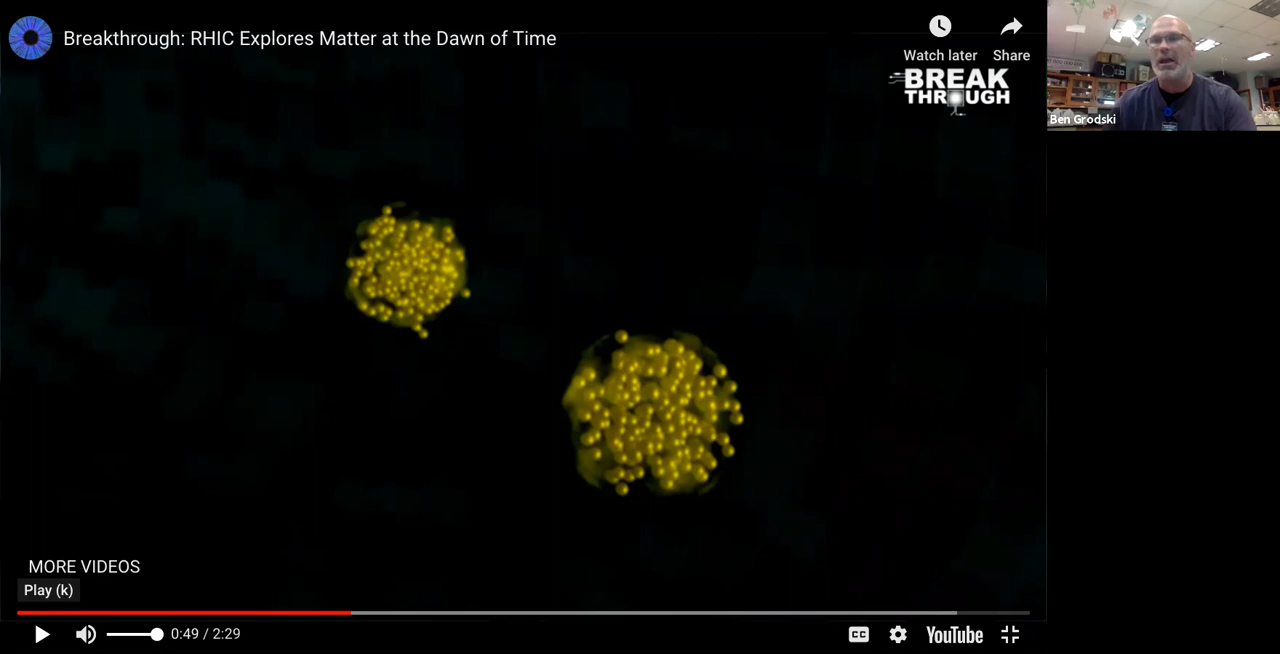 Breakthrough: RHIC Explores Matter at the Dawn of Time
Watch later
Share
BREAK
THROUGH
Ben Grodski
MORE VIDEOS
Play (k)
0:49 / 2:29
CC
YouTube